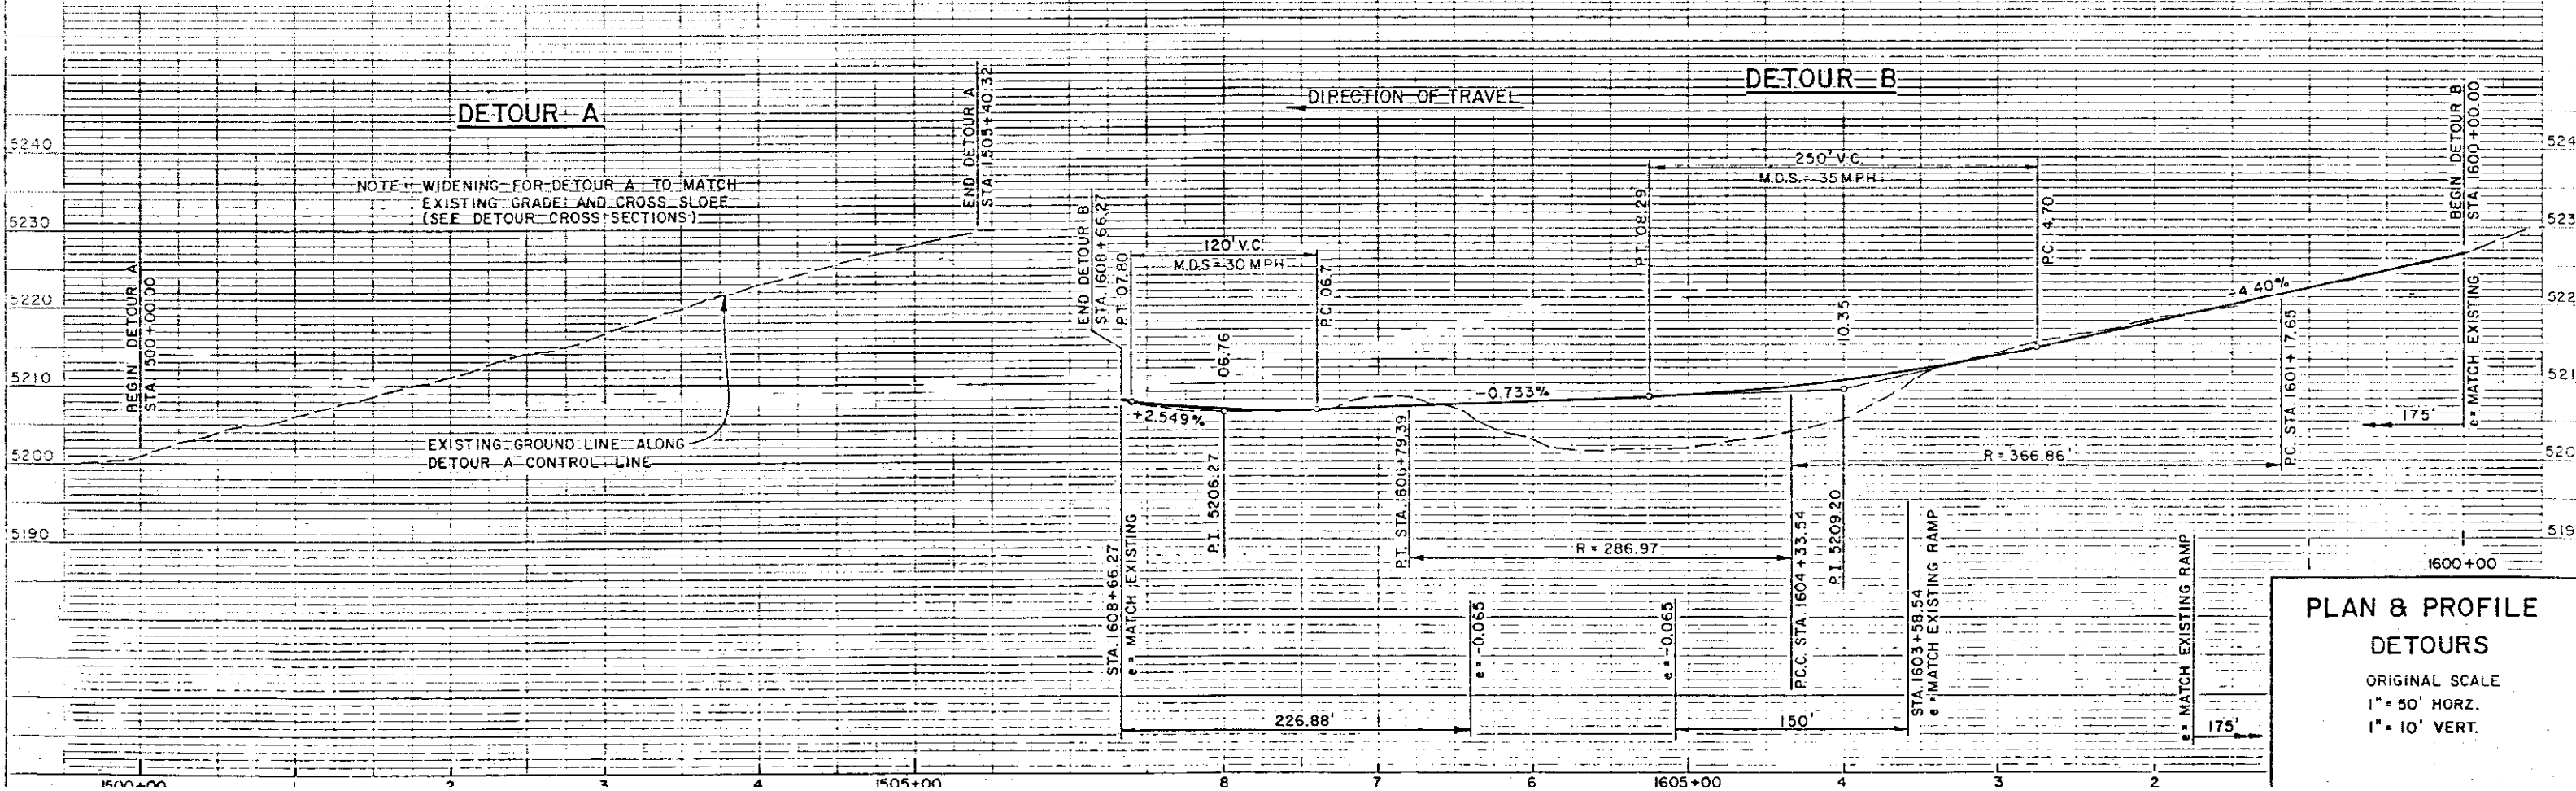 DETOUR A
DETOUR B
DIRECTION OF TRAVEL
5240
5230
5220
5210
5200
5190
NOTE: WIDENING FOR DETOUR A TO MATCH
EXISTING GRADE AND CROSS SLOPE
(SEE DETOUR CROSS SECTIONS)
BEGIN DETOUR A
STA. 1500+00.00
EXISTING GROUND LINE ALONG
DETOUR A CONTROL LINE
END DETOUR A
STA. 1505+40.32
END DETOUR B
STA. 1608+66.27
P.T. 07.80
120' V.C.
M.D.S = 30 MPH
06.76
P.C. 06.71
+2.549%
P.I. 5206.27
-0.733%
P.T. STA. 1606+79.39
P.T. 08.29
250' V.C.
M.D.S. = 35 MPH
10.35
P.C. 14.70
-4.40%
P.C. STA. 1601+17.65
BEGIN DETOUR B
STA. 1600+00.00
e = MATCH EXISTING
175'
R = 366.86'
R = 286.97
P.C.C. STA. 1604+33.54
P.I. 5209.20
STA. 1603+58.54
e = MATCH EXISTING RAMP
STA. 1608+66.27
e = MATCH EXISTING
226.88'
e = -0.065
e = -0.065
150'
e = MATCH EXISTING RAMP
175'
524
523
522
521
520
519
1
1600+00
PLAN & PROFILE
DETOURS
ORIGINAL SCALE
1" = 50' HORZ.
1" = 10' VERT.
1500+00
2
3
4
1505+00
8
7
6
1605+00
4
3
2